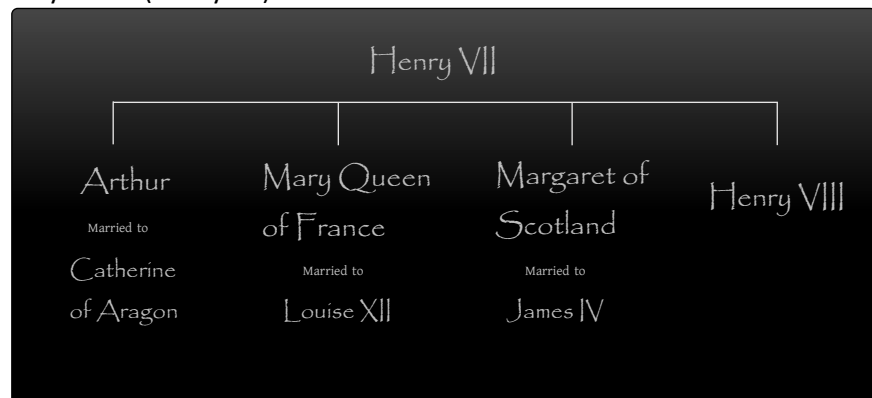 Henry VII
Arthur
Married to
Catherine
of Aragon
Mary Queen
of France
Married to
Louise XII
Margaret of
Scotland
Married to
James IV
Henry VIII